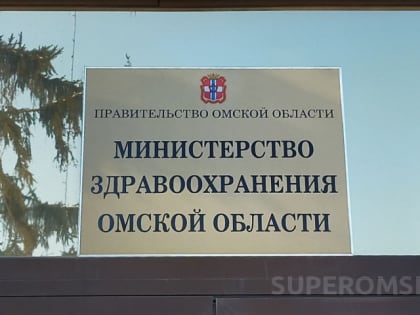 ПРАВИТЕЛЬСТВО ОМСКОЙ ОБЛАСТИ
МИНИСТЕРСТВО
ЗДРАВООХРАНЕНИЯ
ОМСКОЙ ОБЛАСТИ
SUPEROMSK